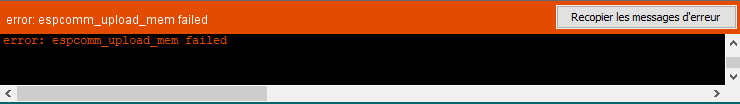 error: espcomm_upload_mem failed
Recopier les messages d'erreur
error: espcomm_upload_mem failed